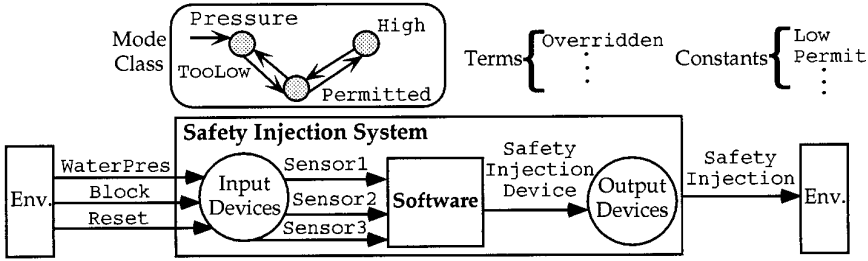 Mode
Class
Pressure
High
TooLow
Permitted
Terms
Overridden
Constants
Low
Permit
Safety Injection System
Env.
WaterPres
Block
Reset
Input
Devices
Sensor1
Sensor2
Sensor3
Software
Safety
Injection
Device
Output
Devices
Safety
Injection
Env.